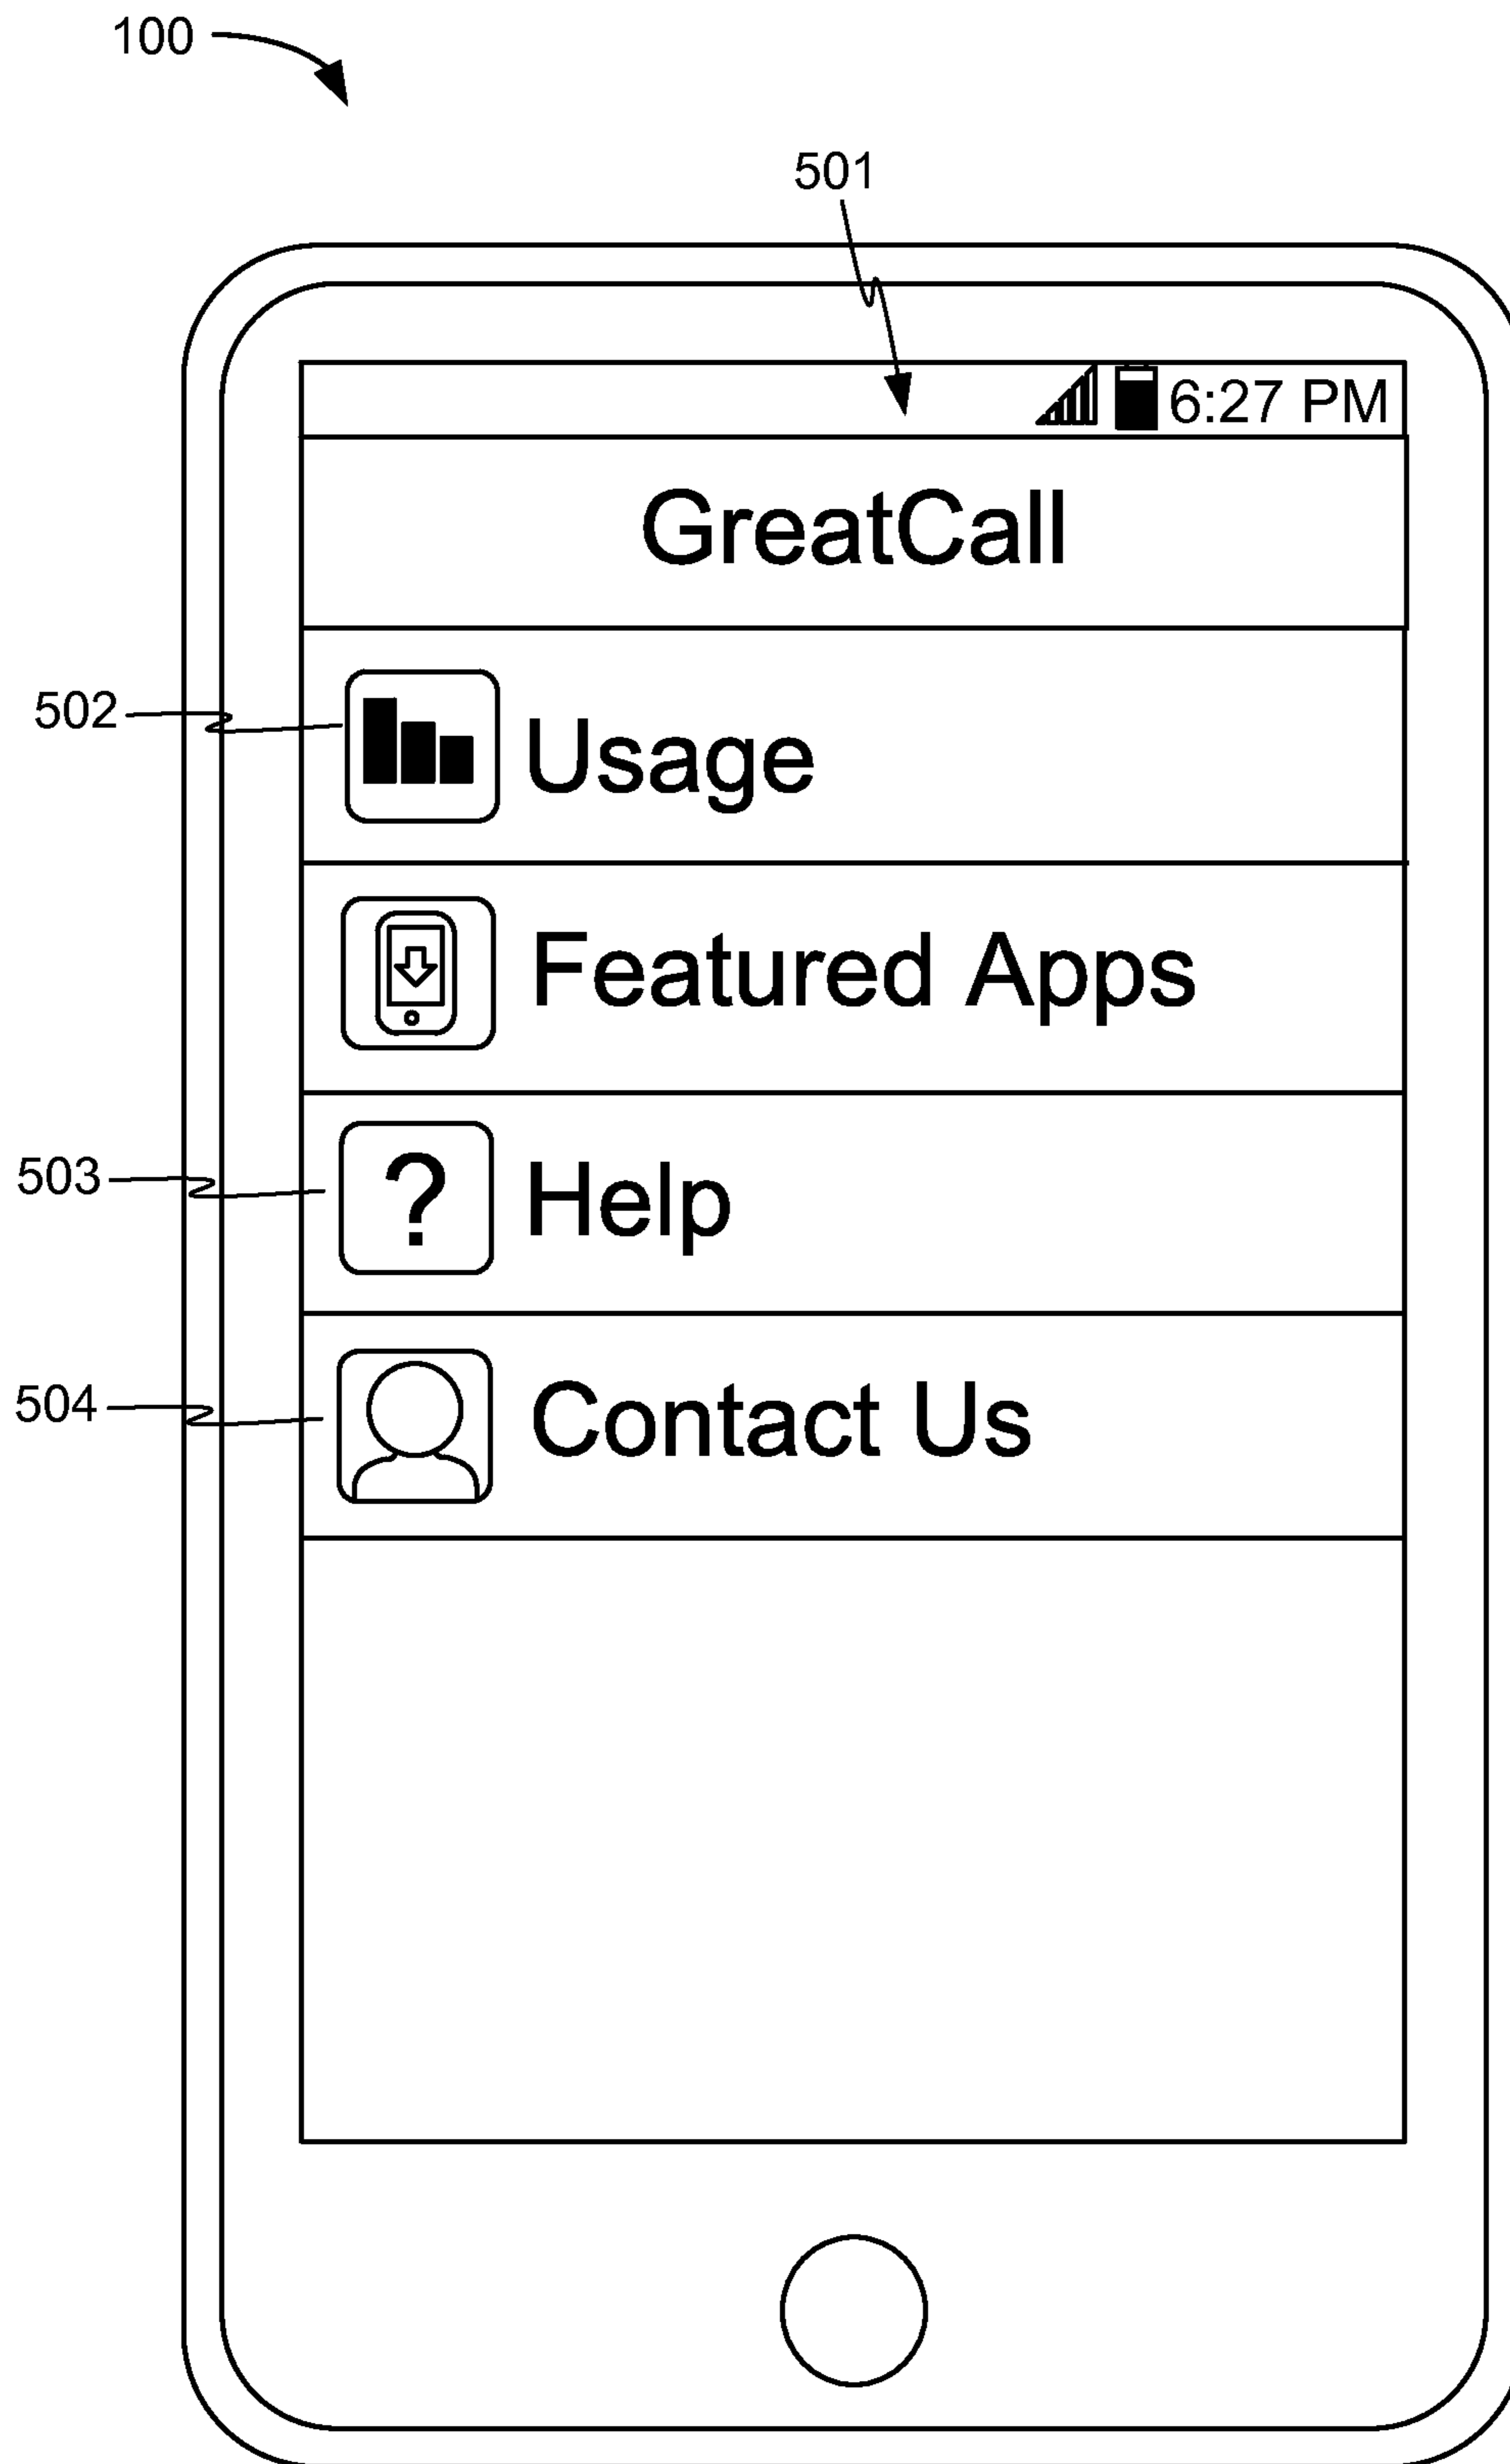 100
501
6:27 PM
GreatCall
502
Usage
Featured Apps
503
?
Help
504
Contact Us